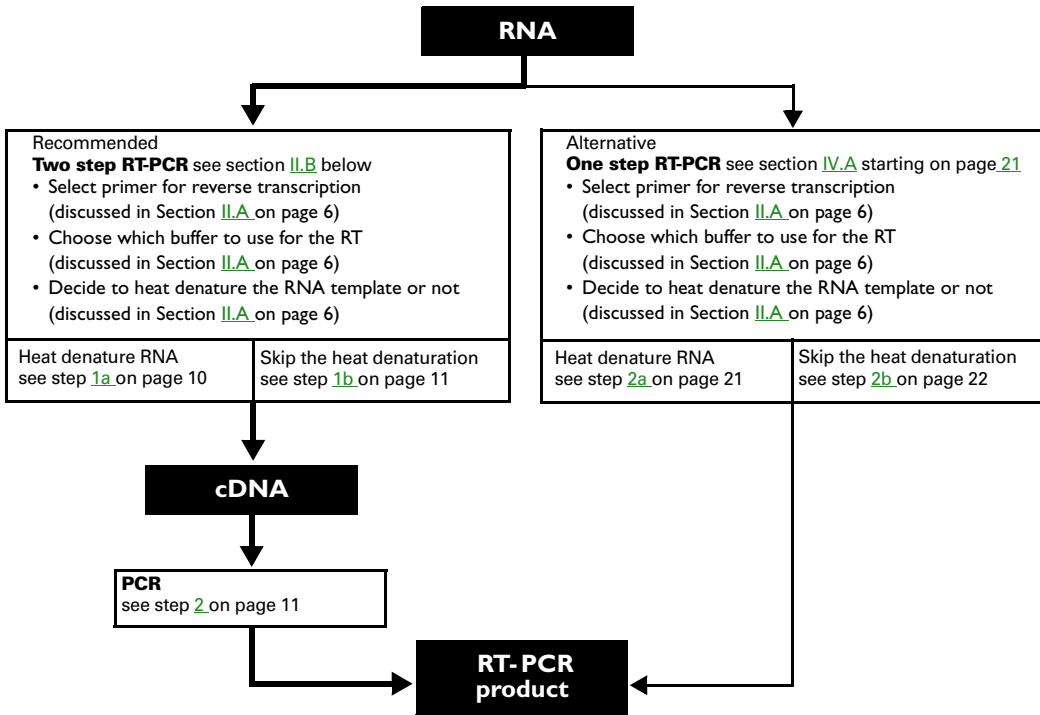 RNA
Recommended
Two step RT-PCR see section II.B below
• Select primer for reverse transcription
(discussed in Section II.A on page 6)
• Choose which buffer to use for the RT
(discussed in Section II.A on page 6)
• Decide to heat denature the RNA template or not
(discussed in Section II.A on page 6)
Heat denature RNA
see step 1a on page 10
Skip the heat denaturation
see step 1b on page 11
Alternative
One step RT-PCR see section IV.A starting on page 21
• Select primer for reverse transcription
(discussed in Section II.A on page 6)
• Choose which buffer to use for the RT
(discussed in Section II.A on page 6)
• Decide to heat denature the RNA template or not
(discussed in Section II.A on page 6)
Heat denature RNA
see step 2a on page 21
Skip the heat denaturation
see step 2b on page 22
cDNA
PCR
see step 2 on page 11
RT-PCR
product